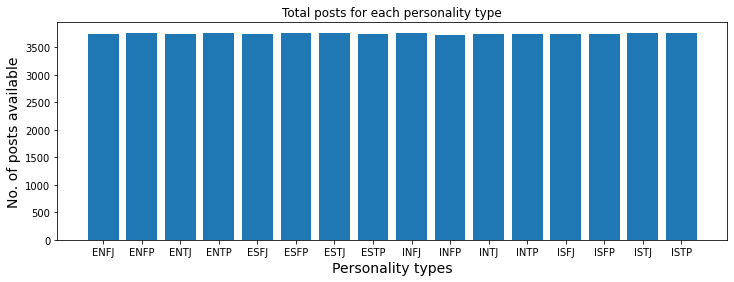 Total posts for each personality type
No. of posts available
3500
3000
2500
2000
1500
1000
500
0
ENFJ ENFP ENTJ ENTP ESFJ ESFP ESTJ ESTP INFJ INFP INTJ INTP ISFJ ISFP ISTJ ISTP
Personality types